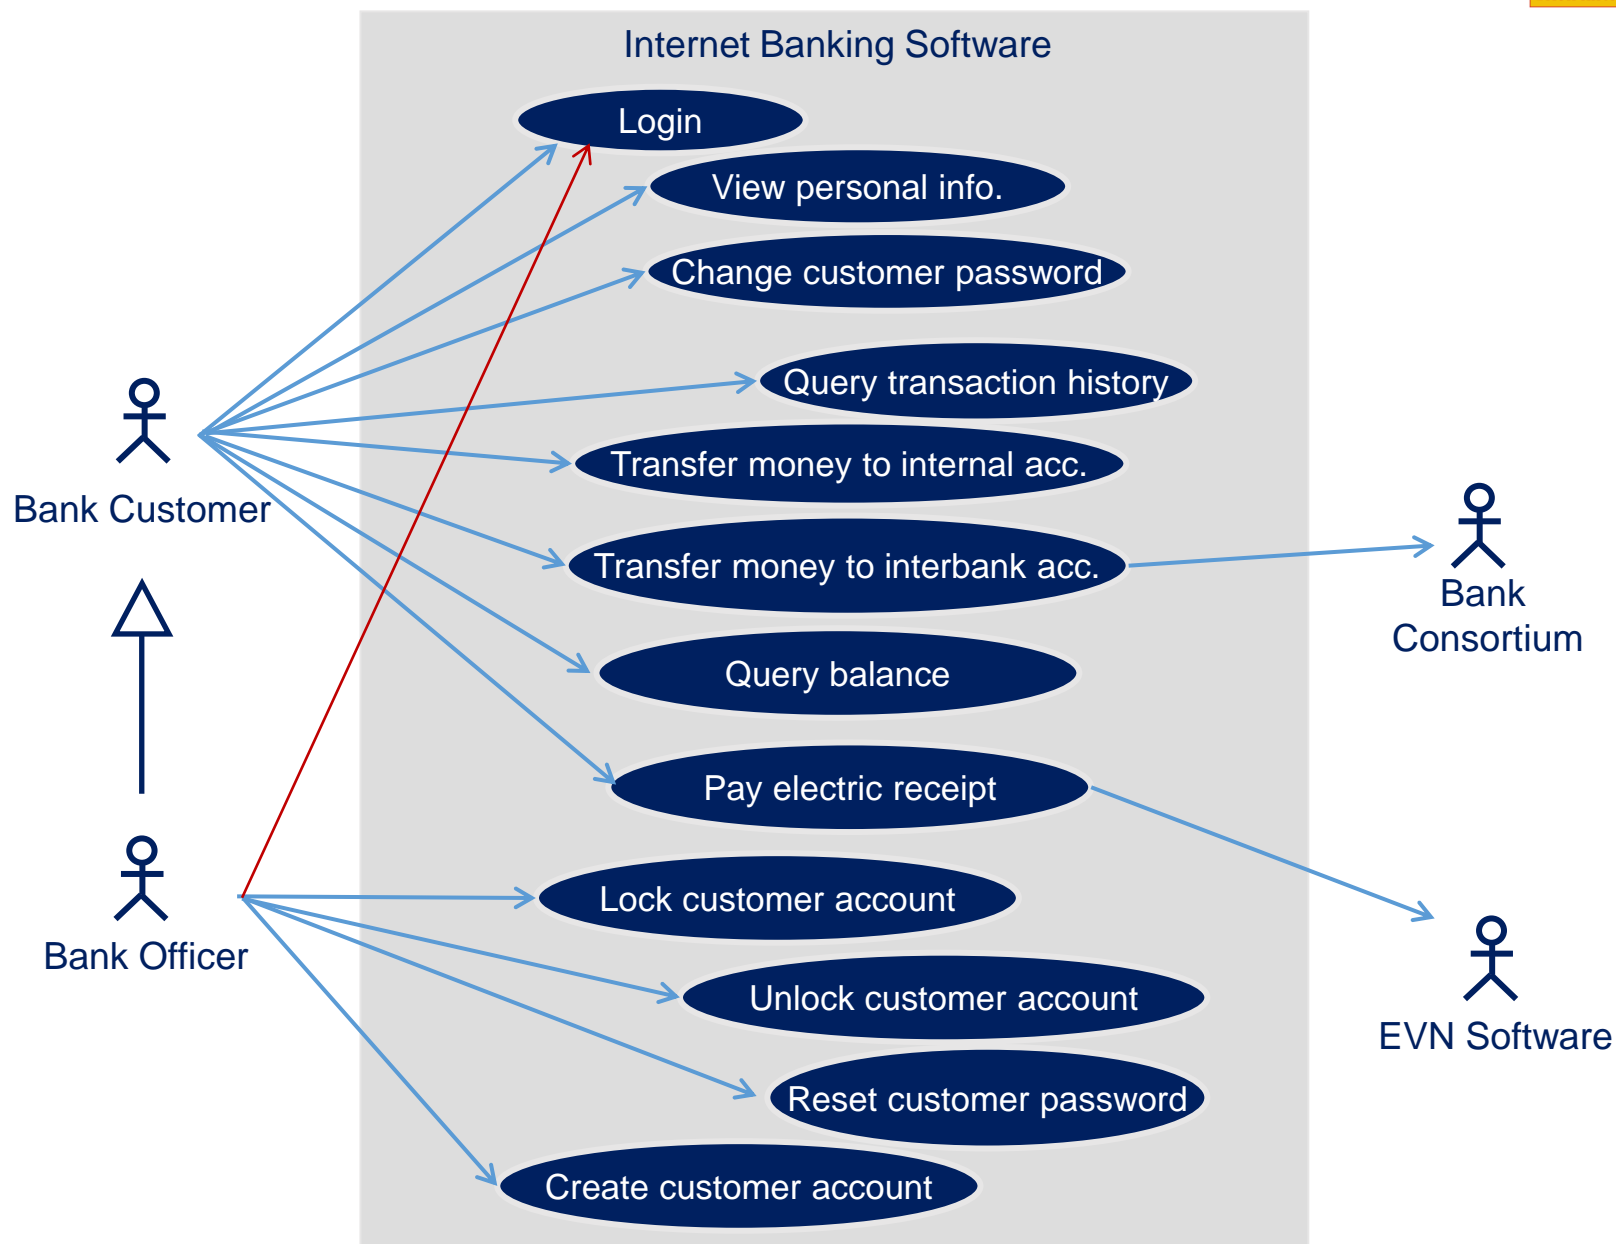 Internet Banking Software
Login
View personal info.
Change customer password
Query transaction history
Transfer money to internal acc.
Bank Customer
Transfer money to interbank acc.
Bank
Consortium
Query balance
Pay electric receipt
Lock customer account
Bank Officer
Unlock customer account
EVN Software
Reset customer password
Create customer account